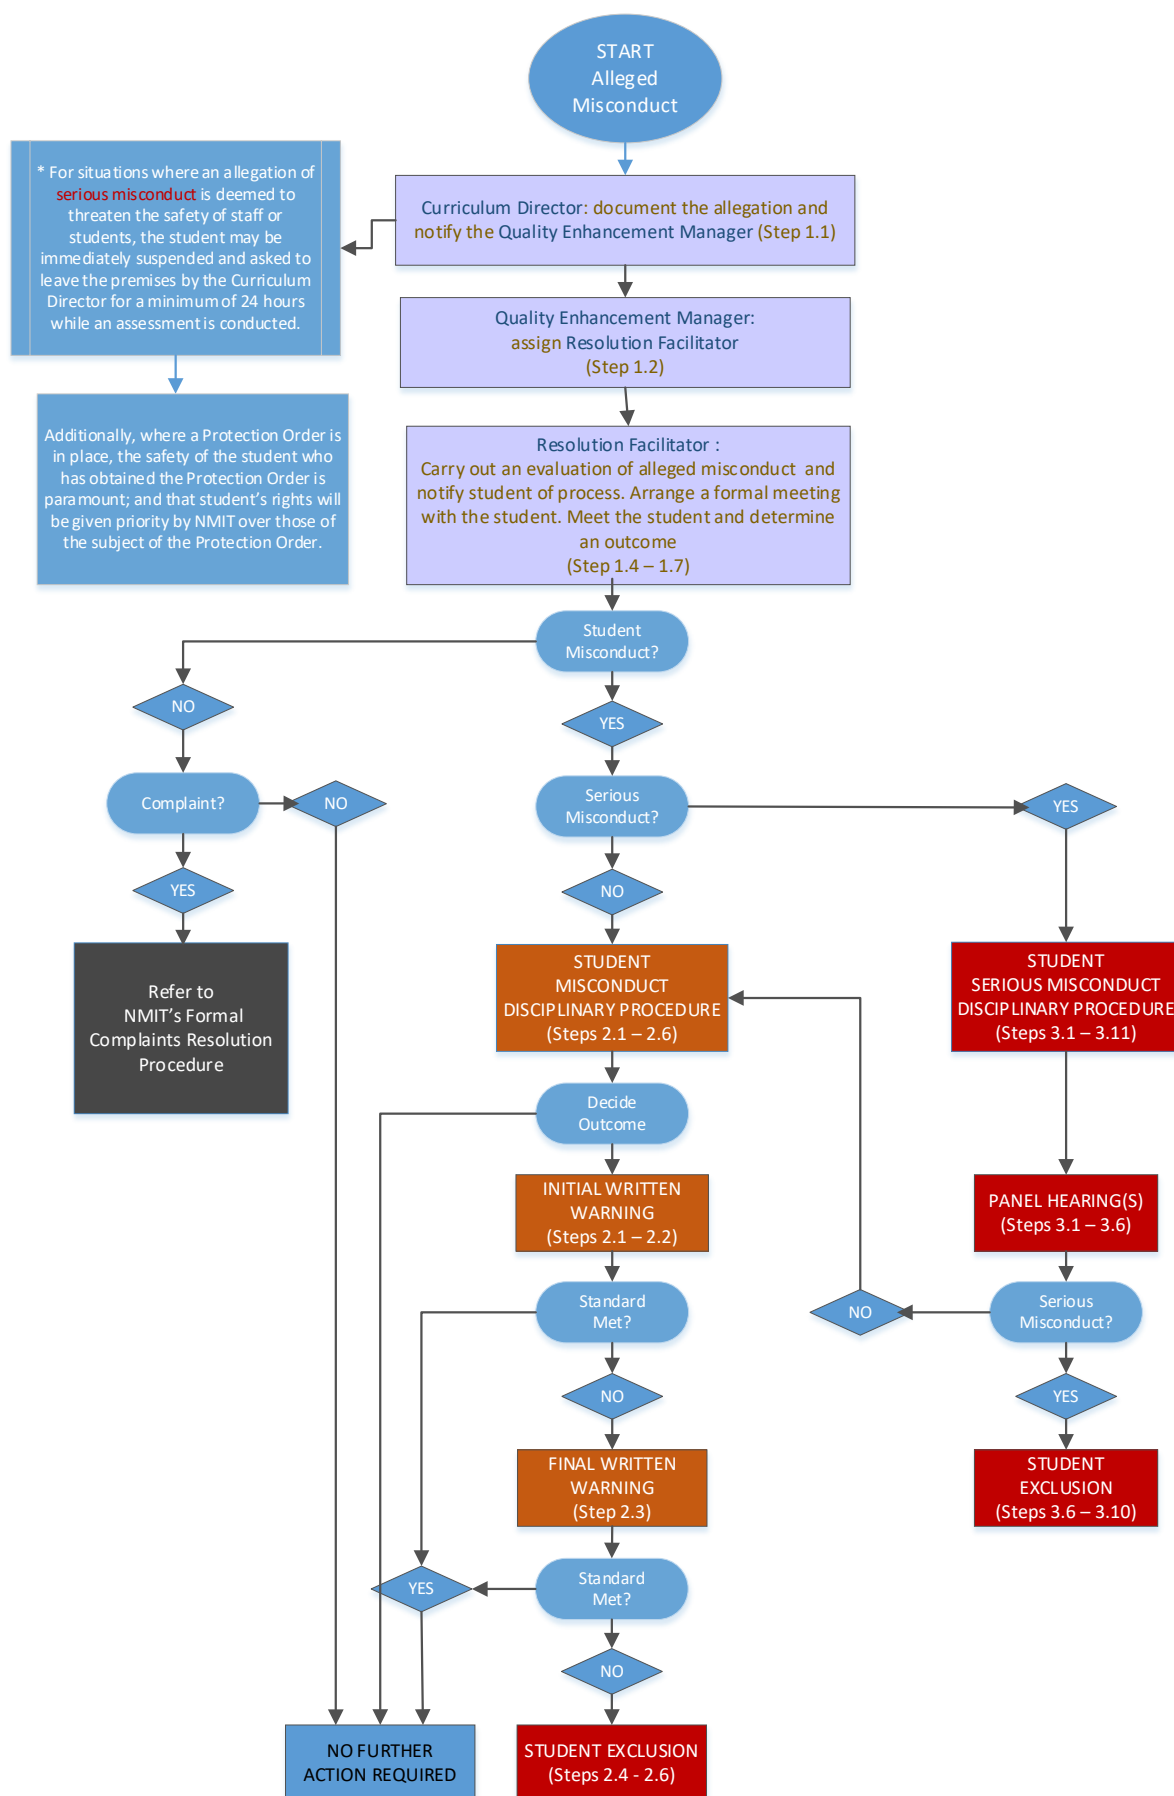 START
Alleged
Misconduct
* For situations where an allegation of
serious misconduct is deemed to
threaten the safety of staff or
students, the student may be
immediately suspended and asked to
leave the premises by the Curriculum
Director for a minimum of 24 hours
while an assessment is conducted.
Curriculum Director: document the allegation and
notify the Quality Enhancement Manager (Step 1.1)
Quality Enhancement Manager:
assign Resolution Facilitator
(Step 1.2)
Additionally, where a Protection Order is
in place, the safety of the student who
has obtained the Protection Order is
paramount; and that student's rights will
be given priority by NMIT over those of
the subject of the Protection Order.
Resolution Facilitator :
Carry out an evaluation of alleged misconduct and
notify student of process. Arrange a formal meeting
with the student. Meet the student and determine
an outcome
(Step 1.4 – 1.7)
Student
Misconduct?
NO
YES
Complaint?
NO
Serious
Misconduct?
YES
YES
NO
Refer to
NMIT's Formal
Complaints Resolution
Procedure
STUDENT
MISCONDUCT
DISCIPLINARY PROCEDURE
(Steps 2.1 – 2.6)
STUDENT
SERIOUS MISCONDUCT
DISCIPLINARY PROCEDURE
(Steps 3.1 – 3.11)
Decide
Outcome
INITIAL WRITTEN
WARNING
(Steps 2.1 – 2.2)
PANEL HEARING(S)
(Steps 3.1 – 3.6)
Standard
Met?
NO
Serious
Misconduct?
NO
YES
FINAL WRITTEN
WARNING
(Step 2.3)
STUDENT
EXCLUSION
(Steps 3.6 – 3.10)
YES
Standard
Met?
NO
NO FURTHER
ACTION REQUIRED
STUDENT EXCLUSION
(Steps 2.4 - 2.6)